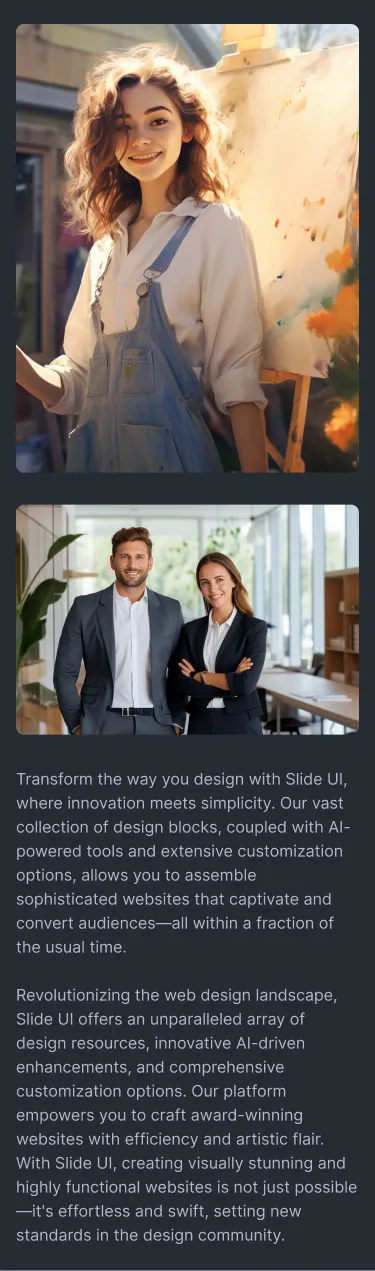 Transform the way you design with Slide UI,
where innovation meets simplicity. Our vast
collection of design blocks, coupled with AI-
powered tools and extensive customization
options, allows you to assemble
sophisticated websites that captivate and
convert audiences—all within a fraction of
the usual time.
Revolutionizing the web design landscape,
Slide UI offers an unparalleled array of
design resources, innovative AI-driven
enhancements, and comprehensive
customization options. Our platform
empowers you to craft award-winning
websites with efficiency and artistic flair.
With Slide UI, creating visually stunning and
highly functional websites is not just possible
—it's effortless and swift, setting new
standards in the design community.